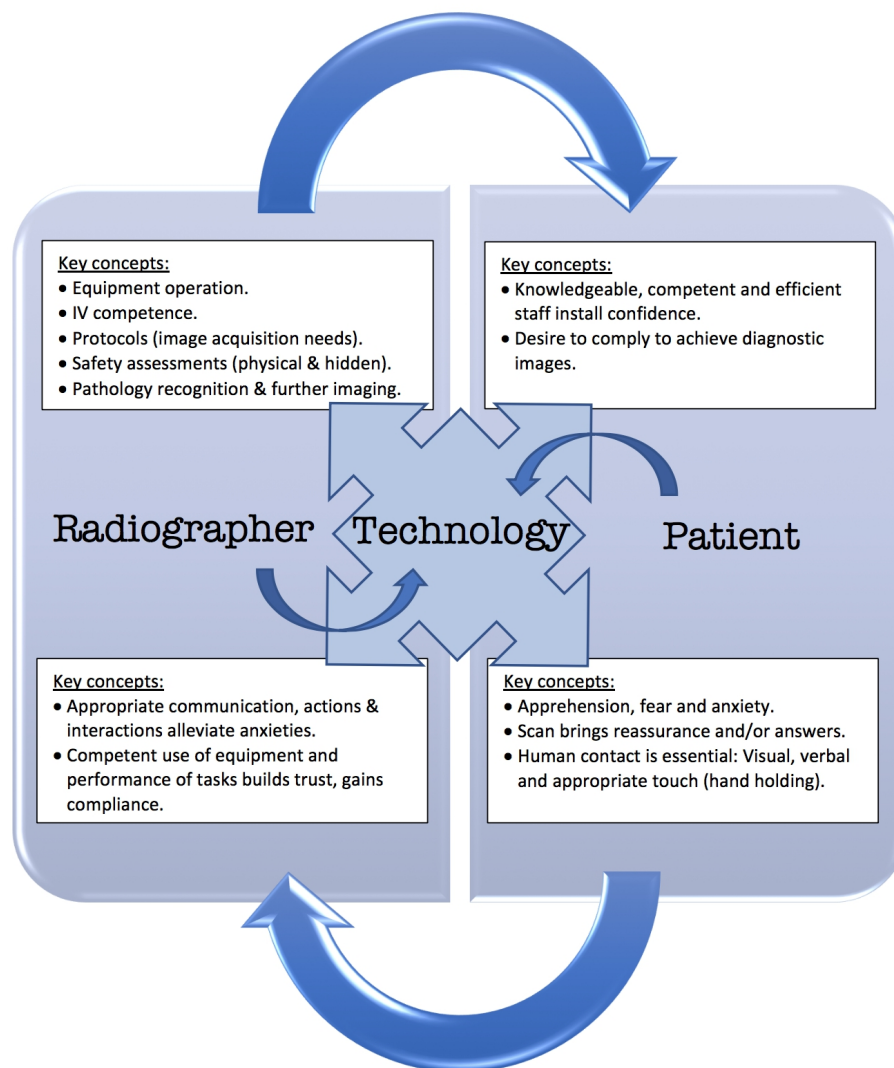 Key concepts:
• Equipment operation.
• IV competence.
• Protocols (image acquisition needs).
• Safety assessments (physical & hidden).
• Pathology recognition & further imaging.
Key concepts:
• Knowledgeable, competent and efficient
staff install confidence.
• Desire to comply to achieve diagnostic
images.
Radiographer
Technology
Patient
Key concepts:
• Appropriate communication, actions &
interactions alleviate anxieties.
• Competent use of equipment and
performance of tasks builds trust, gains
compliance.
Key concepts:
• Apprehension, fear and anxiety.
• Scan brings reassurance and/or answers.
• Human contact is essential: Visual, verbal
and appropriate touch (hand holding).